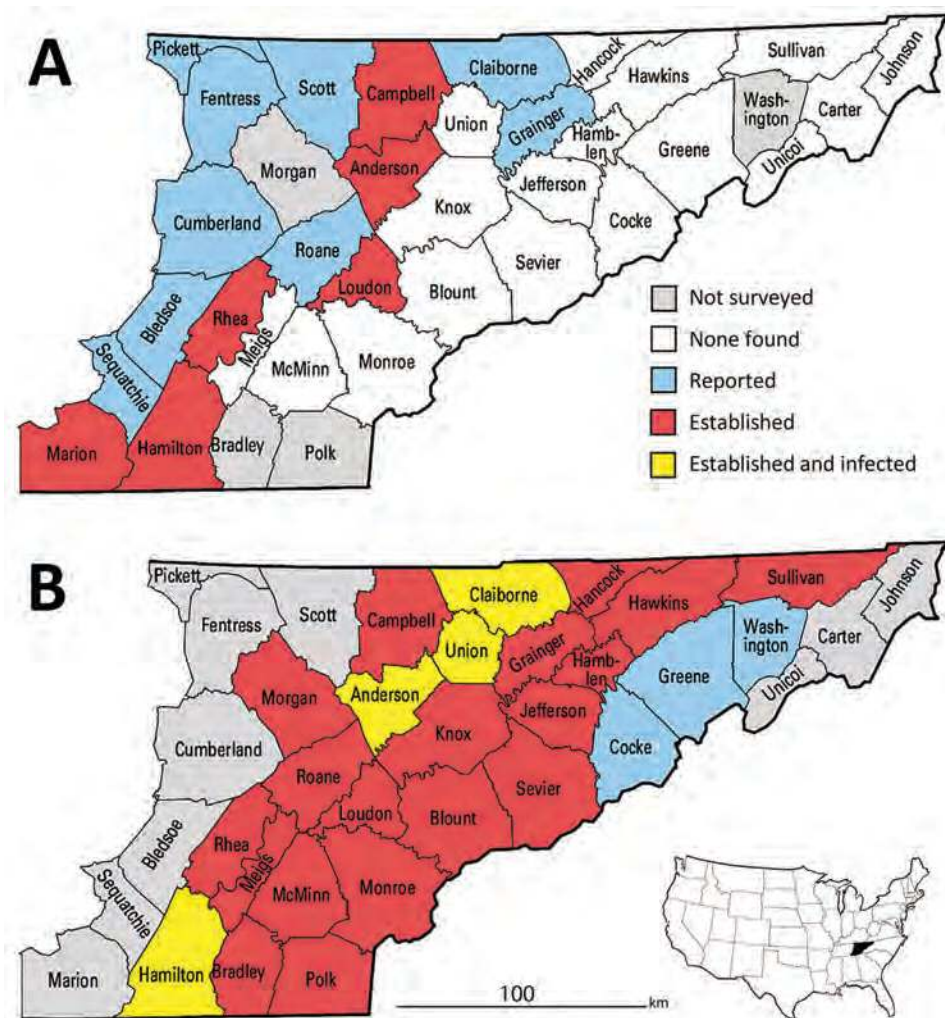 A
Pickett
Fentress
Scott
Campbell
Claiborne
Hancock
Hawkins
Sullivan
Johnson
Morgan
Anderson
Union
Grainger
Hamb-
len
Greene
Wash-
ington
Carter
Unicoi
Cumberland
Roane
Knox
Jefferson
Cocke
Sevier
Bledsoe
Rhea
Loudon
Blount
Sequatchie
Meigs
McMinn
Monroe
Marion
Hamilton
Bradley
Polk
Not surveyed
None found
Reported
Established
Established and infected
B
Pickett
Fentress
Scott
Campbell
Claiborne
Hancock
Hawkins
Sullivan
Johnson
Morgan
Anderson
Union
Grainger
Hamb-
len
Greene
Wash-
ington
Carter
Unicoi
Cumberland
Roane
Knox
Jefferson
Cocke
Sevier
Bledsoe
Rhea
Loudon
Blount
Sequatchie
Meigs
McMinn
Monroe
Marion
Hamilton
Bradley
Polk
100
km